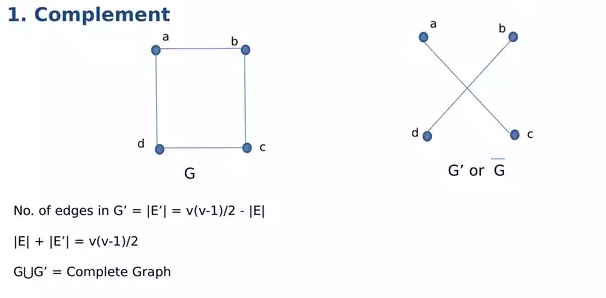 1. Complement
a
b
d
c
G
a
b
d
c
G’ or G̅
No. of edges in G’ = |E’| = v(v-1)/2 - |E|
|E| + |E’| = v(v-1)/2
G⋃G’ = Complete Graph